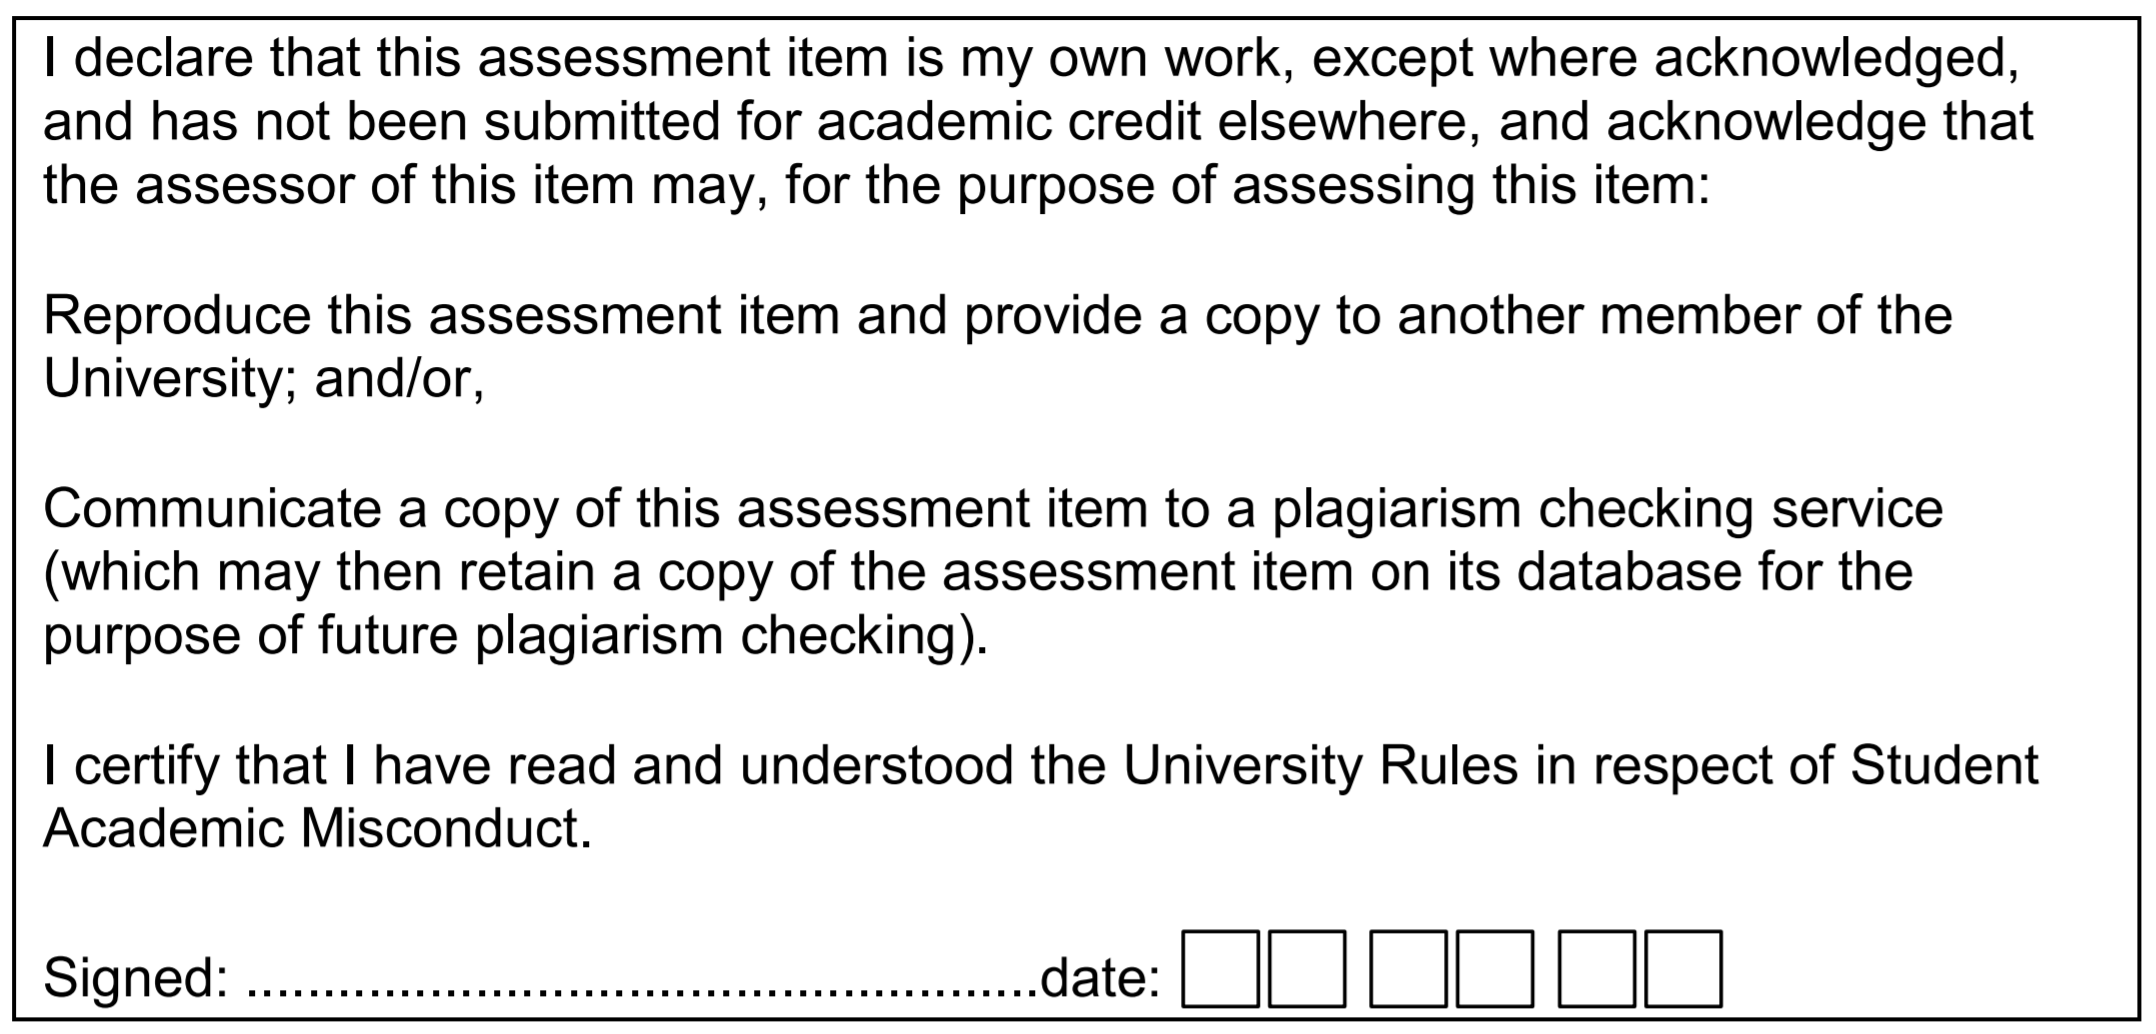 I declare that this assessment item is my own work, except where acknowledged,
and has not been submitted for academic credit elsewhere, and acknowledge that
the assessor of this item may, for the purpose of assessing this item:
Reproduce this assessment item and provide a copy to another member of the
University; and/or,
Communicate a copy of this assessment item to a plagiarism checking service
(which may then retain a copy of the assessment item on its database for the
purpose of future plagiarism checking).
I certify that I have read and understood the University Rules in respect of Student
Academic Misconduct.
Signed: ....................................................date: